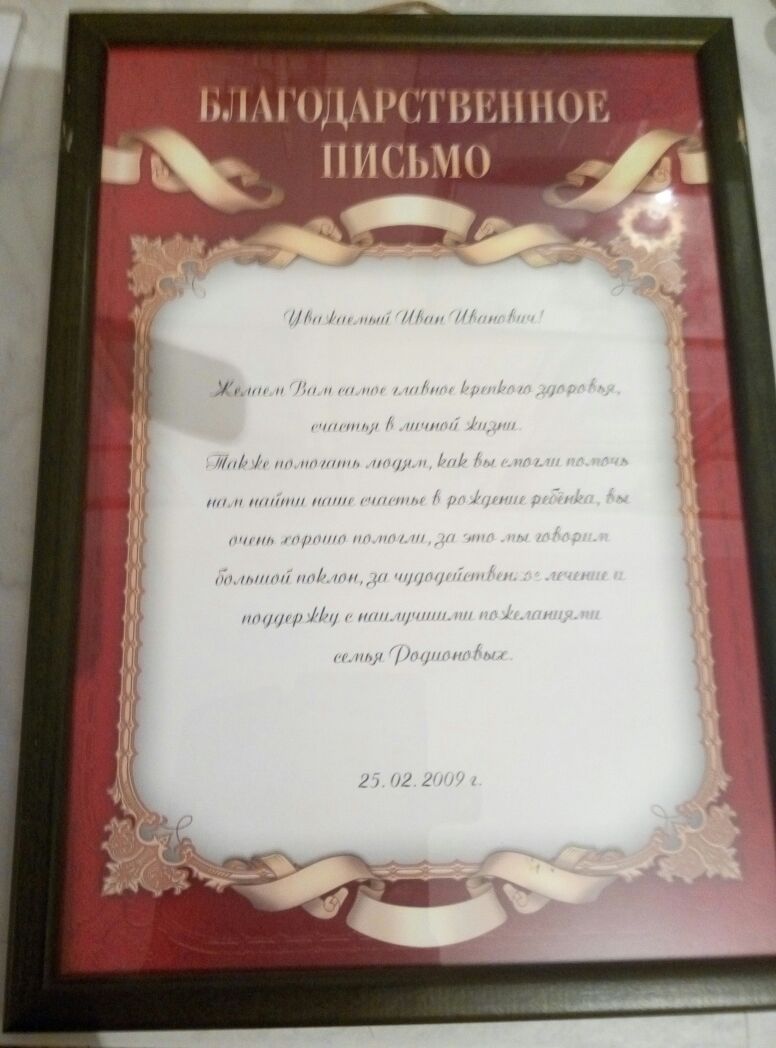 БЛАГОДАРСТВЕННОЕ
ПИСЬМО
Уважаемый Иван Иванович!
Желаем Вам самое главное крепкого здоровья,
счастья в личной жизни.
Также помогать людям, как вы смогли помочь
нам найти наше счастье в рождение ребёнка, вы
очень хорошо помогли, за это мы говорим
большой поклон, за чудодейственное лечение и
поддержку с наилучшими пожеланиями
семья Родионовых.
25.02.2009 г.